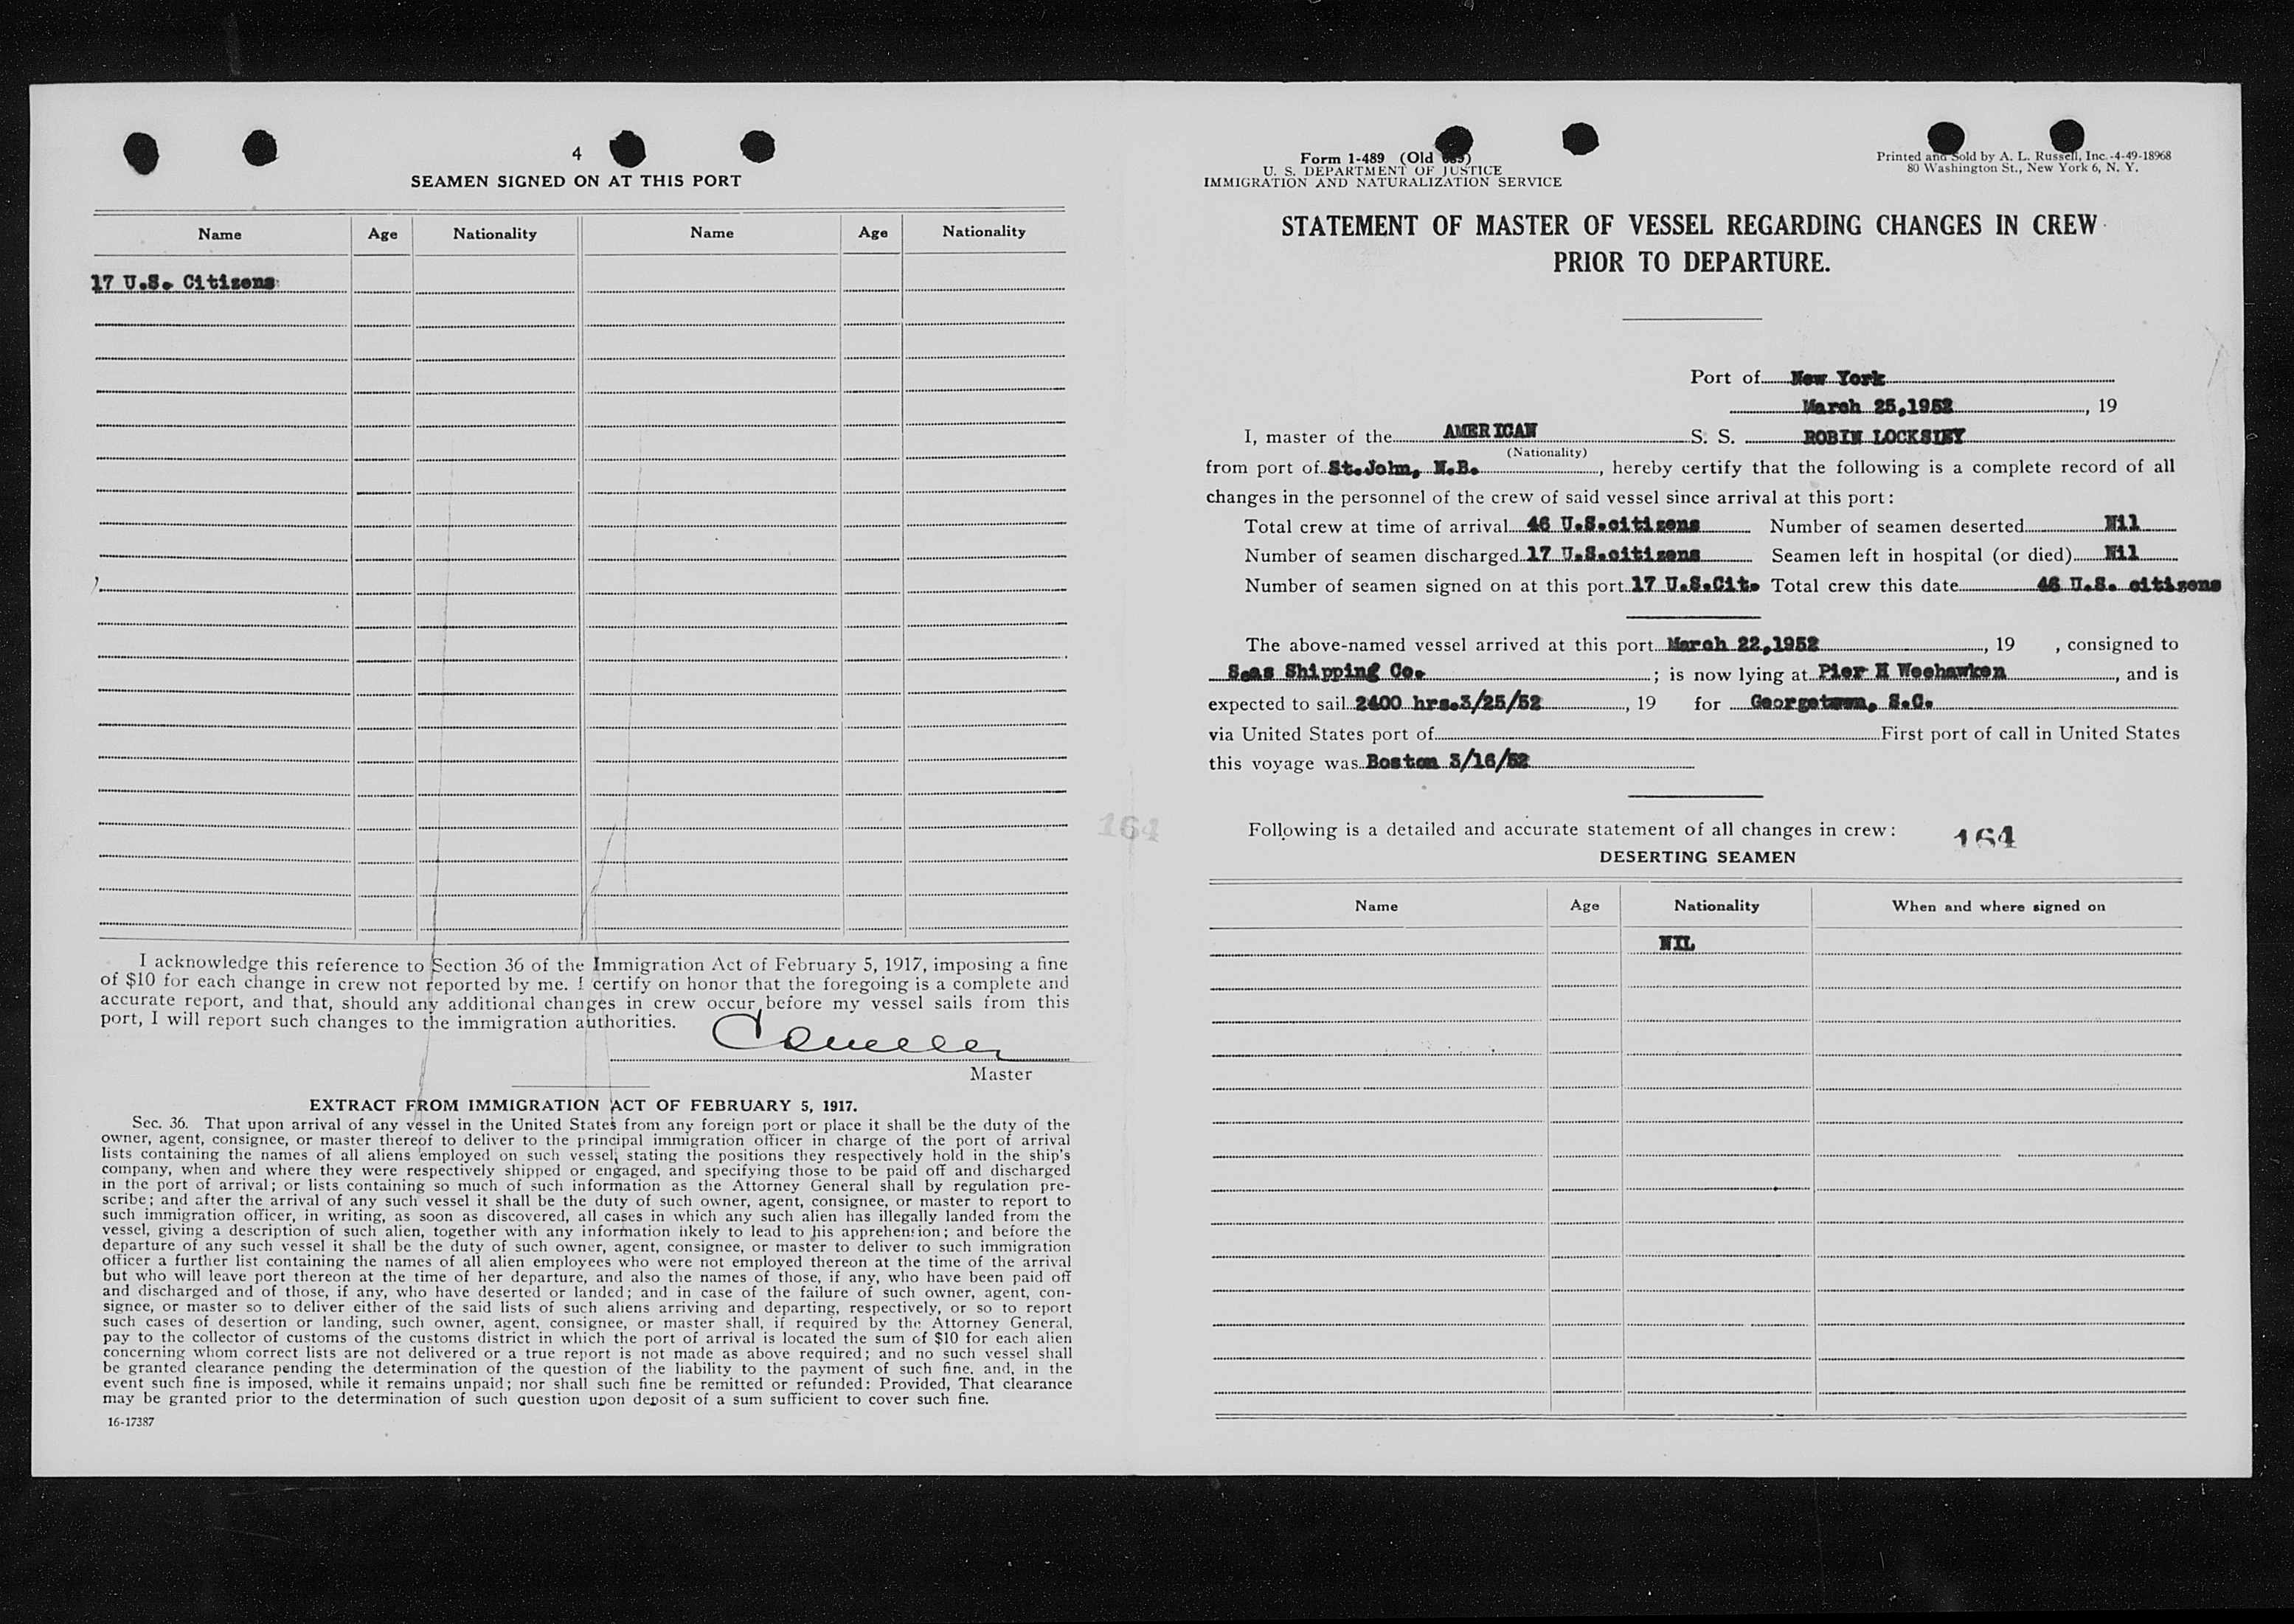 4
SEAMEN SIGNED ON AT THIS PORT
Name Age Nationality Name Age Nationality
17 U.S. Citizens
I acknowledge this reference to Section 36 of the Immigration Act of February 5, 1917, imposing a fine
of $10 for each change in crew not reported by me. I certify on honor that the foregoing is a complete and
accurate report, and that, should any additional changes in crew occur before my vessel sails from this
port, I will report such changes to the immigration authorities.
Master
EXTRACT FROM IMMIGRATION ACT OF FEBRUARY 5, 1917.
Sec. 36. That upon arrival of any vessel in the United States from any foreign port or place it shall be the duty of the
owner, agent, consignee, or master thereof to deliver to the principal immigration officer in charge of the port of arrival
lists containing the names of all aliens employed on such vessel, stating the positions they respectively hold in the ship's
company, when and where they were respectively shipped or engaged, and specifying those to be paid off and discharged
in the port of arrival; or lists containing so much of such information as the Attorney General shall by regulation pre-
scribe; and after the arrival of any such vessel it shall be the duty of such owner, agent, consignee, or master to report to
such immigration officer, in writing, as soon as discovered, all cases in which any such alien has illegally landed from the
vessel, giving a description of such alien, together with any information likely to lead to his apprehension; and before the
departure of any such vessel it shall be the duty of such owner, agent, consignee, or master to deliver to such immigration
officer a further list containing the names of all alien employees who were not employed thereon at the time of the arrival
but who will leave port thereon at the time of her departure, and also the names of those, if any, who have been paid off
and discharged and of those, if any, who have deserted or landed; and in case of the failure of such owner, agent, con-
signee, or master so to deliver either of the said lists of such aliens arriving and departing, respectively, or so to report
such cases of desertion or landing, such owner, agent, consignee, or master shall, if required by the Attorney General,
pay to the collector of customs of the customs district in which the port of arrival is located the sum of $10 for each alien
concerning whom correct lists are not delivered or a true report is not made as above required; and no such vessel shall
be granted clearance pending the determination of the question of the liability to the payment of such fine, and, in the
event such fine is imposed, while it remains unpaid; nor shall such fine be remitted or refunded: Provided, That clearance
may be granted prior to the determination of such question upon deposit of a sum sufficient to cover such fine.
16-17387
164
Form 1-489 (Old
U. S. DEPARTMENT OF JUSTICE
IMMIGRATION AND NATURALIZATION SERVICE
Printed and Sold by A. L. Russell, Inc.-4-49-18968
80 Washington St., New York 6, N. Y.
STATEMENT OF MASTER OF VESSEL REGARDING CHANGES IN CREW
PRIOR TO DEPARTURE.
Port of New York
March 25,1952, 19
I, master of the AMERICAN S. S. ROBIN LOCKSLEY
(Nationality)
from port of St.John, N.B., hereby certify that the following is a complete record of all
changes in the personnel of the crew of said vessel since arrival at this port:
Total crew at time of arrival 46 U.S.citizens Number of seamen deserted Nil
Number of seamen discharged 17 U.S.citizens Seamen left in hospital (or died) Nil
Number of seamen signed on at this port 17 U.S.Cit. Total crew this date 46 U.S. citizens
The above-named vessel arrived at this port March 22,1952, 19 , consigned to
Seas Shipping Co. ; is now lying at Pier H Weehawken, and is
expected to sail 2400 hrs.3/25/52, 19 for Georgetown, S.C.
via United States port of First port of call in United States
this voyage was Boston 3/16/52
Following is a detailed and accurate statement of all changes in crew: 164
DESERTING SEAMEN
Name Age Nationality When and where signed on
NIL